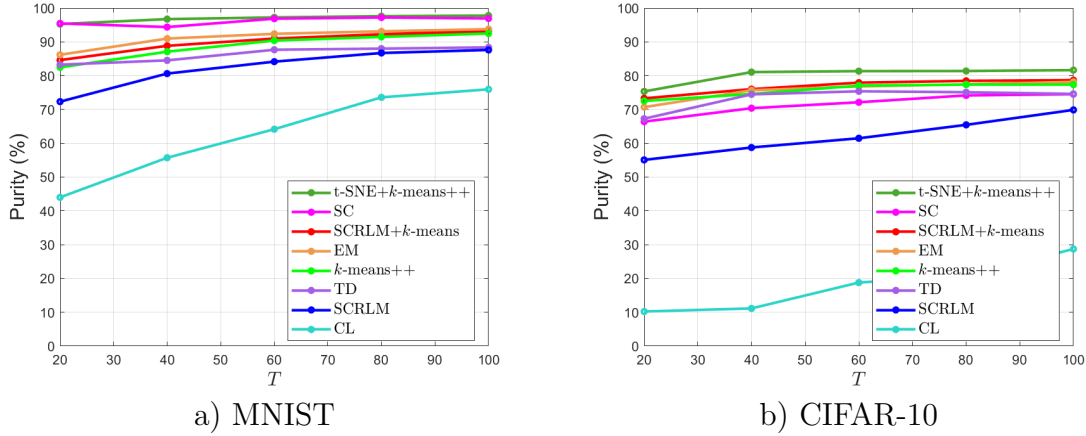 100
90
80
70
60
50
40
30
20
10
0
Purity (%)
t-SNE+k-means++
SC
SCRLM+k-means
EM
k-means++
TD
SCRLM
CL
20 30 40 50 60 70 80 90 100
T
a) MNIST
100
90
80
70
60
50
40
30
20
10
0
Purity (%)
t-SNE+k-means++
SC
SCRLM+k-means
EM
k-means++
TD
SCRLM
CL
20 30 40 50 60 70 80 90 100
T
b) CIFAR-10